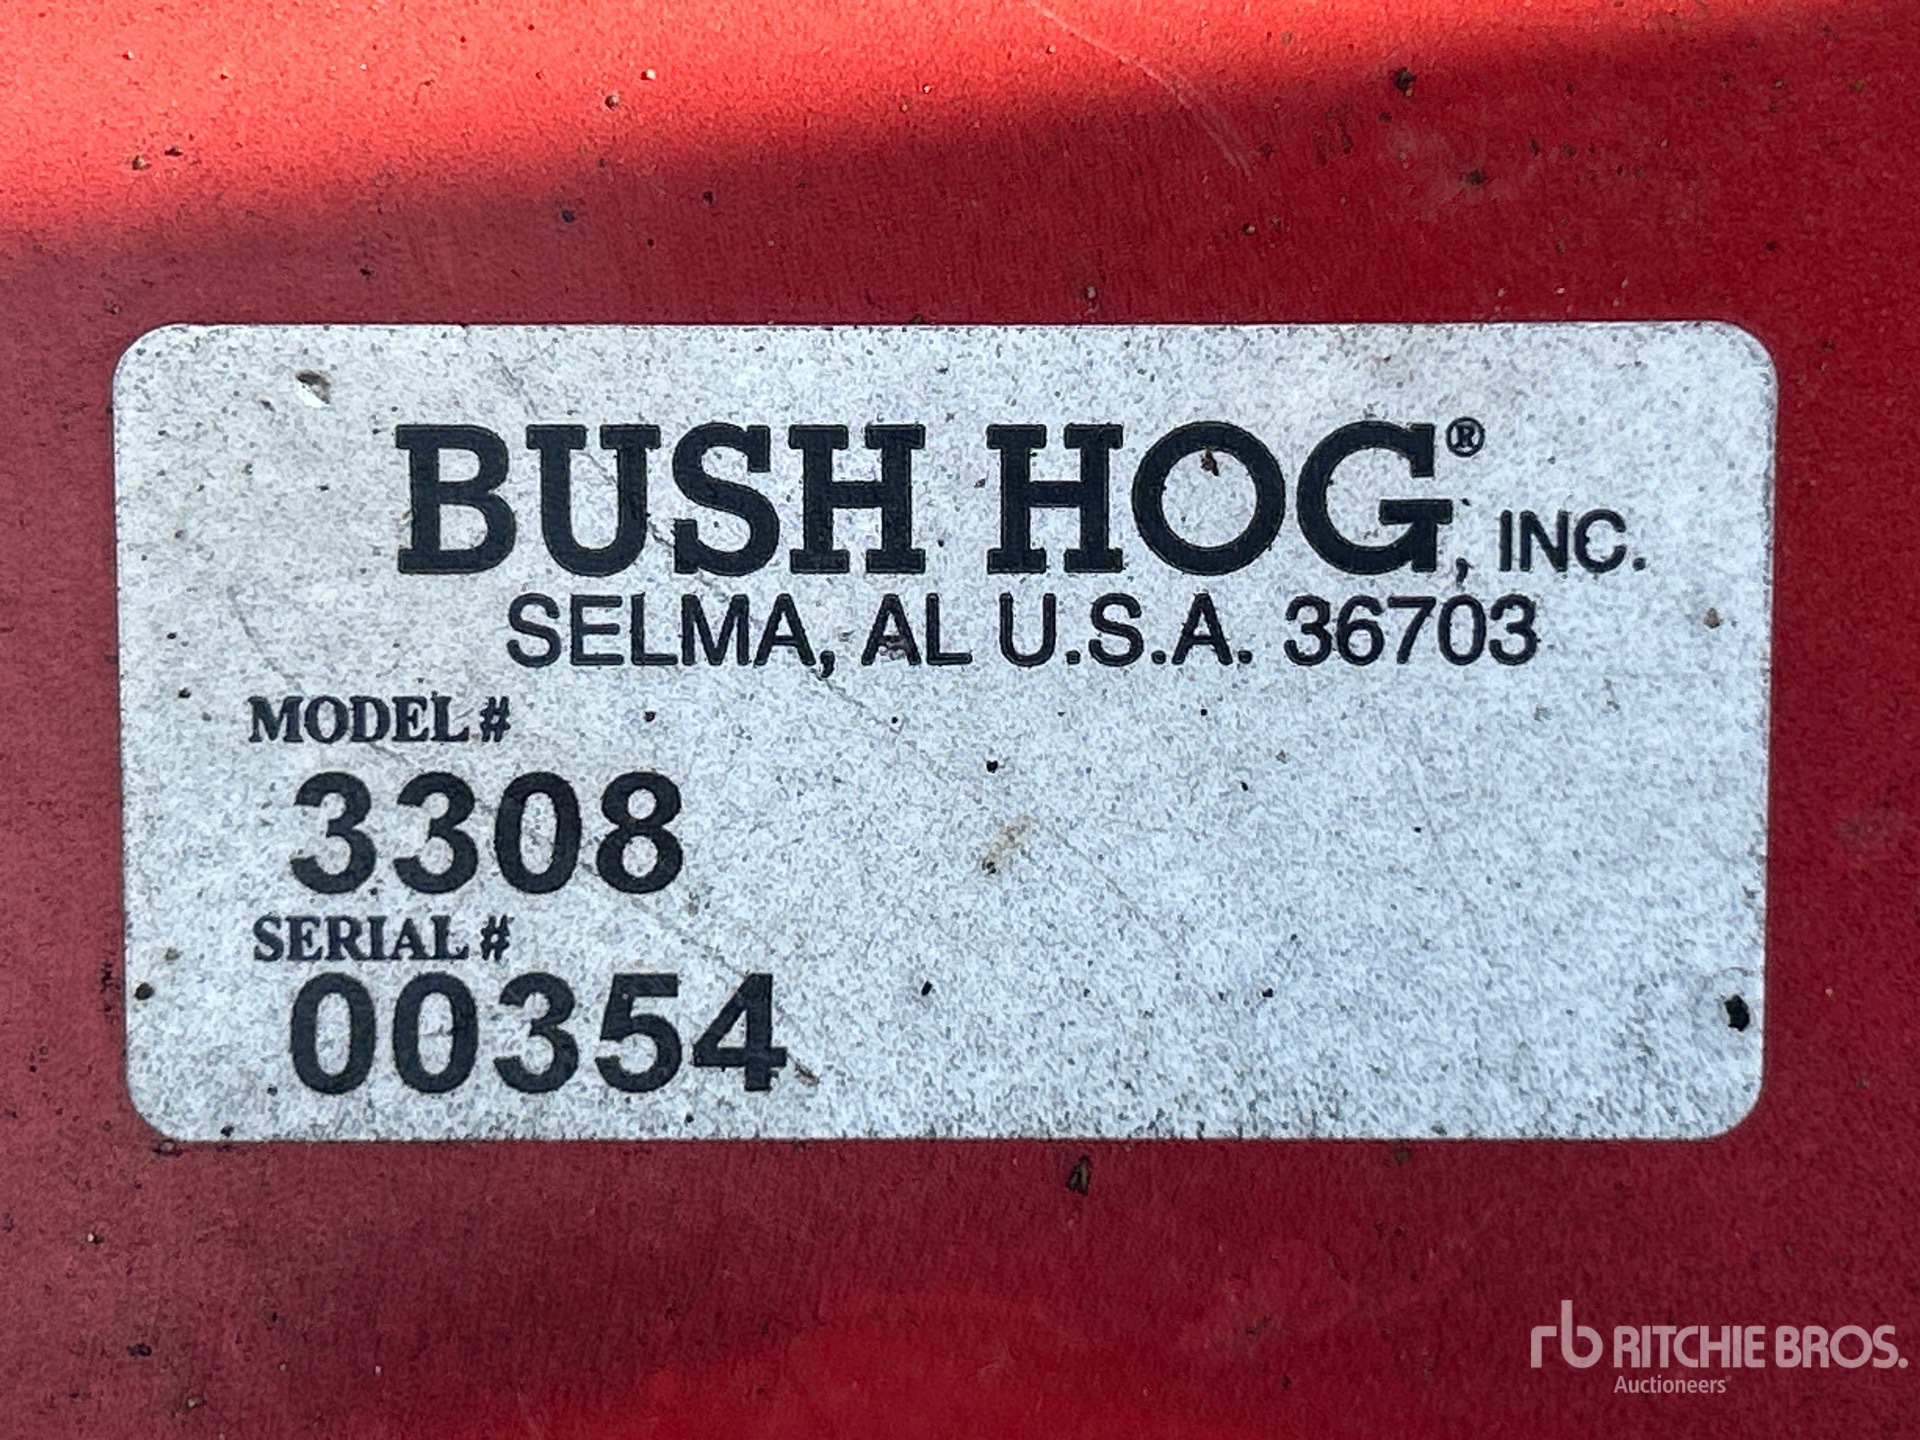 BUSH HOG®, INC.
SELMA, AL U.S.A. 36703
MODEL #
3308
SERIAL #
00354
rb RITCHIE BROS.
Auctioneers